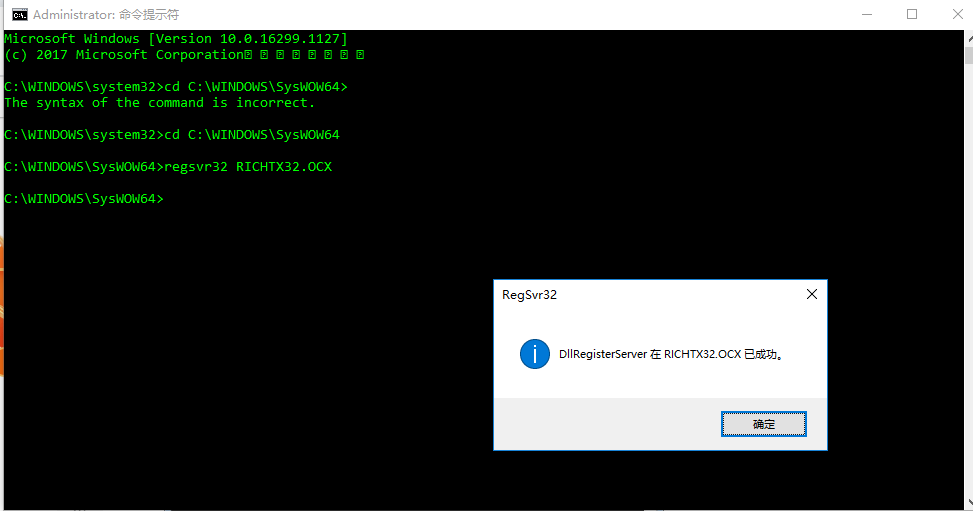 Administrator: 命令提示符
Microsoft Windows [Version 10.0.16299.1127]
(c) 2017 Microsoft Corporation
C:\WINDOWS\system32>cd C:\WINDOWS\SysWOW64>
The syntax of the command is incorrect.
C:\WINDOWS\system32>cd C:\WINDOWS\SysWOW64
C:\WINDOWS\SysWOW64>regsvr32 RICHTX32.OCX
C:\WINDOWS\SysWOW64>
RegSvr32
DllRegisterServer 在 RICHTX32.OCX 已成功。
确定